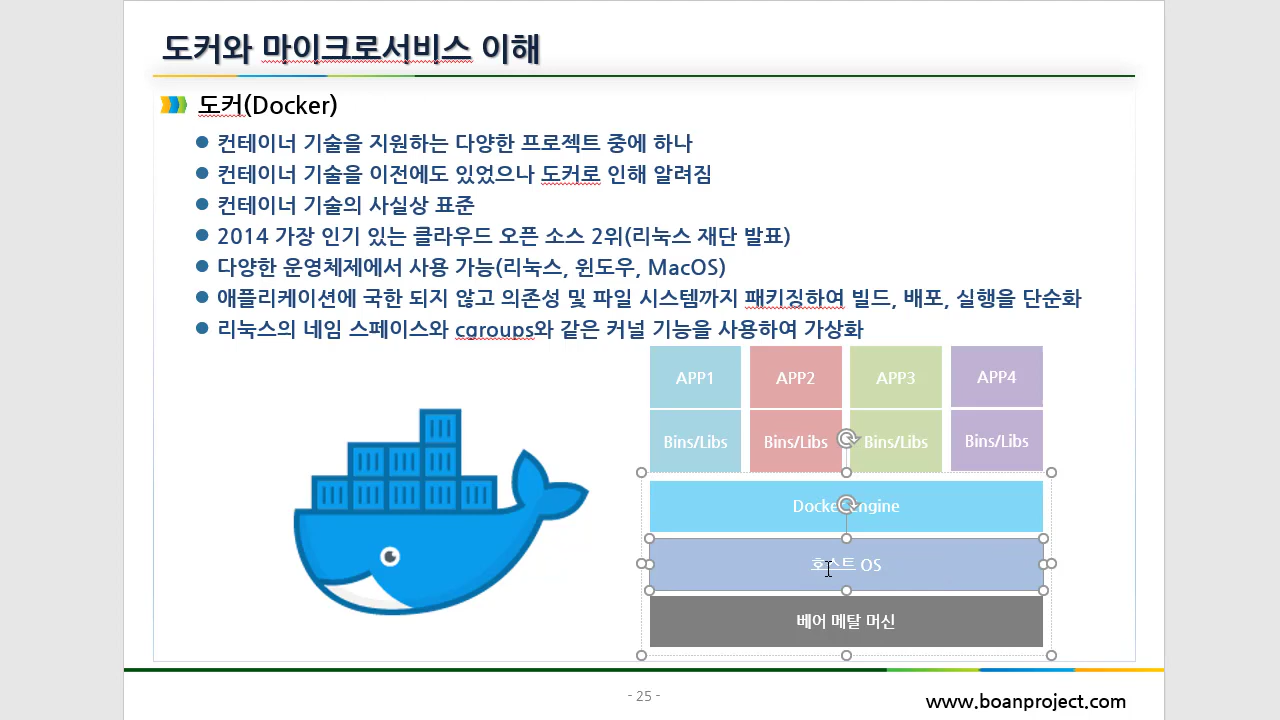 도커와 마이크로서비스 이해
도커(Docker)
컨테이너 기술을 지원하는 다양한 프로젝트 중에 하나
컨테이너 기술을 이전에도 있었으나 도커로 인해 알려짐
컨테이너 기술의 사실상 표준
2014 가장 인기 있는 클라우드 오픈 소스 2위(리눅스 재단 발표)
다양한 운영체제에서 사용 가능(리눅스, 윈도우, MacOS)
애플리케이션에 국한 되지 않고 의존성 및 파일 시스템까지 패키징하여 빌드, 배포, 실행을 단순화
리눅스의 네임 스페이스와 cgroups와 같은 커널 기능을 사용하여 가상화
APP1 APP2 APP3 APP4
Bins/Libs Bins/Libs Bins/Libs Bins/Libs
Docker Engine
호스트 OS
베어 메탈 머신
- 25 -
www.boanproject.com